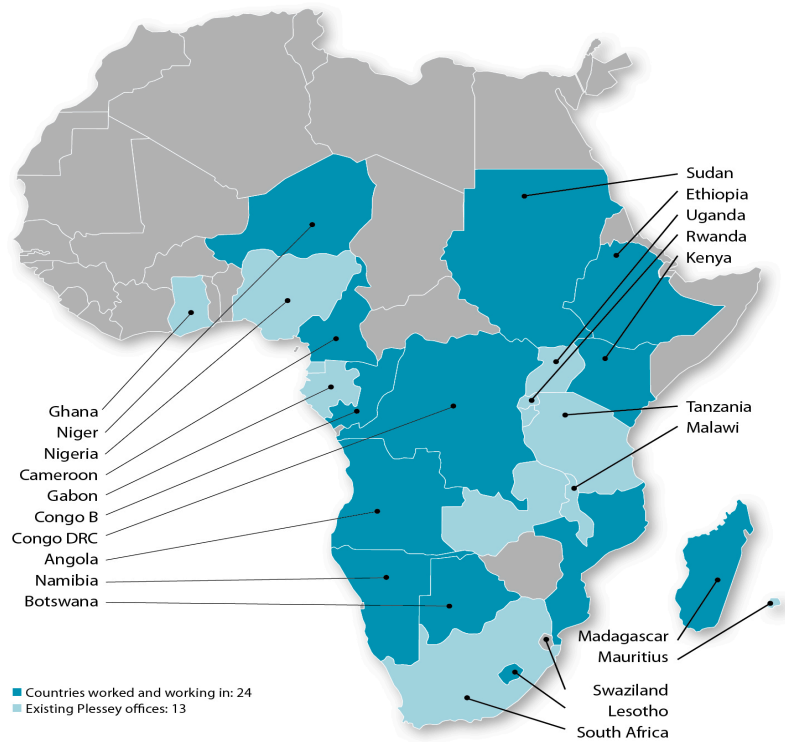 Sudan
Ethiopia
Uganda
Rwanda
Kenya
Ghana
Niger
Nigeria
Cameroon
Gabon
Congo B
Congo DRC
Angola
Namibia
Botswana
Tanzania
Malawi
Madagascar
Mauritius
Swaziland
Lesotho
South Africa
Countries worked and working in: 24
Existing Plessey offices: 13